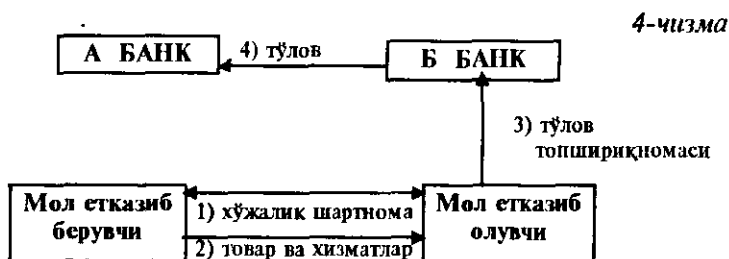 4-чизма
А БАНК
4) тўлов
Б БАНК
3) тўлов
топшириқномаси
Мол етказиб
берувчи
1) хўжалик шартнома
2) товар ва хизматлар
Мол етказиб
олувчи